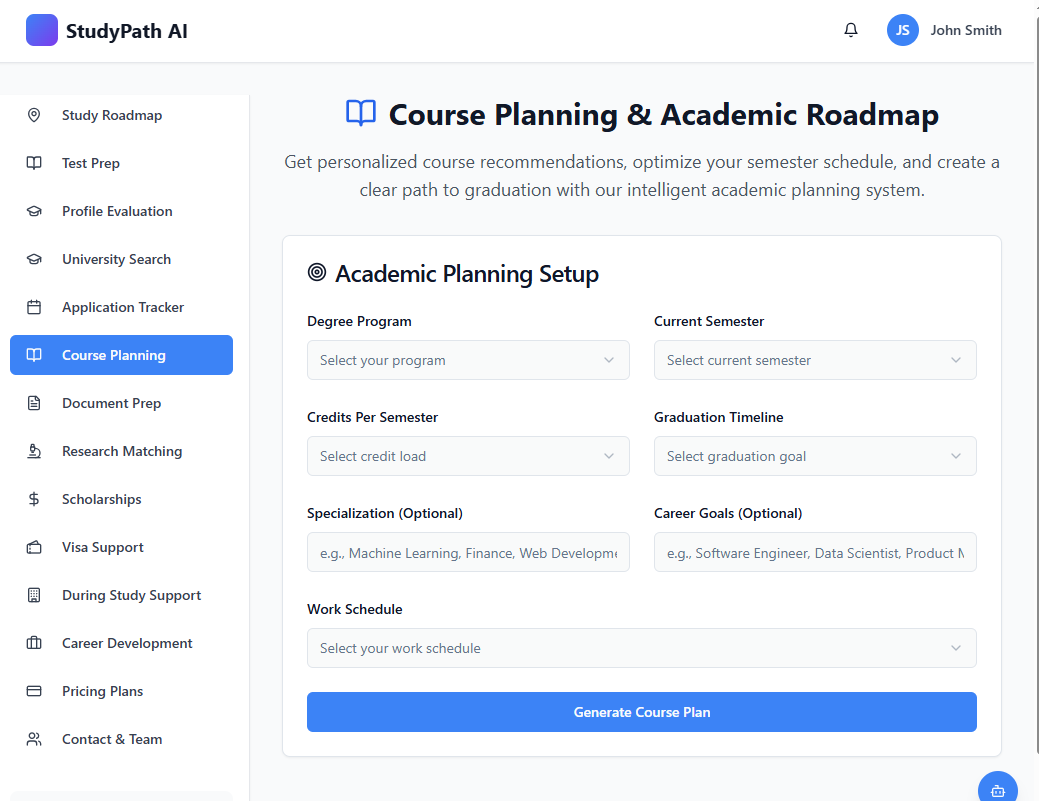 StudyPath AI
JS
John Smith
Study Roadmap
Test Prep
Profile Evaluation
University Search
Application Tracker
Course Planning
Document Prep
Research Matching
Scholarships
Visa Support
During Study Support
Career Development
Pricing Plans
Contact & Team
Course Planning & Academic Roadmap
Get personalized course recommendations, optimize your semester schedule, and create a
clear path to graduation with our intelligent academic planning system.
Academic Planning Setup
Degree Program
Select your program
Current Semester
Select current semester
Credits Per Semester
Select credit load
Graduation Timeline
Select graduation goal
Specialization (Optional)
e.g., Machine Learning, Finance, Web Developme
Career Goals (Optional)
e.g., Software Engineer, Data Scientist, Product M
Work Schedule
Select your work schedule
Generate Course Plan